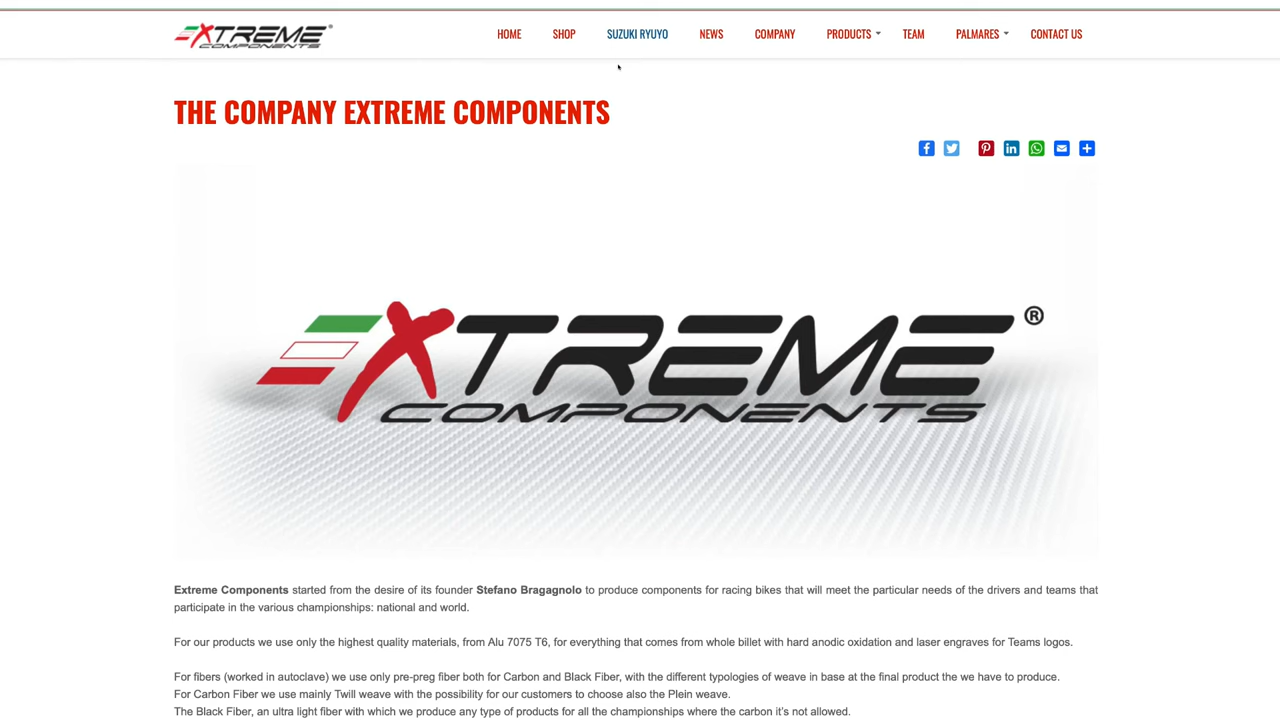 EXTREME ®
COMPONENTS
HOME SHOP SUZUKI RYUYO NEWS COMPANY PRODUCTS TEAM PALMARES CONTACT US
THE COMPANY EXTREME COMPONENTS
EXTREME ®
COMPONENTS
Extreme Components started from the desire of its founder Stefano Bragagnolo to produce components for racing bikes that will meet the particular needs of the drivers and teams that
participate in the various championships: national and world.
For our products we use only the highest quality materials, from Alu 7075 T6, for everything that comes from whole billet with hard anodic oxidation and laser engraves for Teams logos.
For fibers (worked in autoclave) we use only pre-preg fiber both for Carbon and Black Fiber, with the different typologies of weave in base at the final product the we have to produce.
For Carbon Fiber we use mainly Twill weave with the possibility for our customers to choose also the Plein weave.
The Black Fiber, an ultra light fiber with which we produce any type of products for all the championships where the carbon it's not allowed.